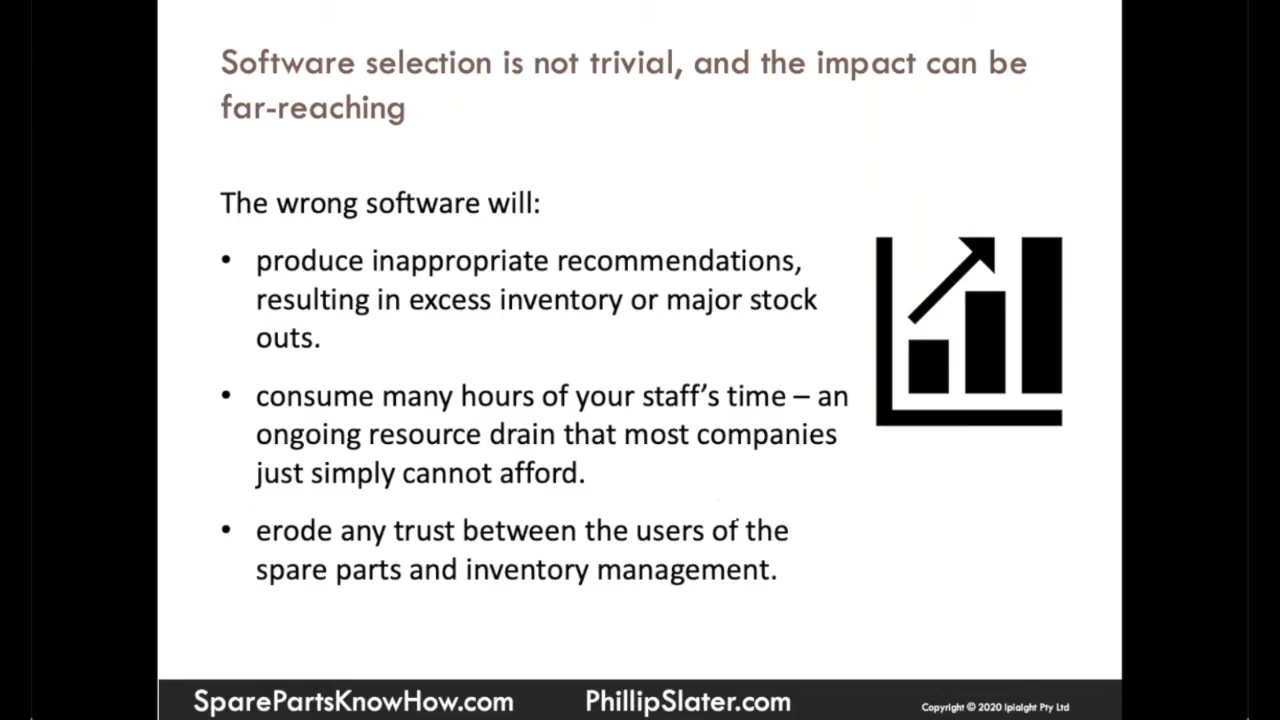 Software selection is not trivial, and the impact can be
far-reaching
The wrong software will:
• produce inappropriate recommendations,
resulting in excess inventory or major stock
outs.
• consume many hours of your staff’s time – an
ongoing resource drain that most companies
just simply cannot afford.
• erode any trust between the users of the
spare parts and inventory management.
SparePartsKnowHow.com PhillipSlater.com Copyright © 2020 Initialght Pty Ltd